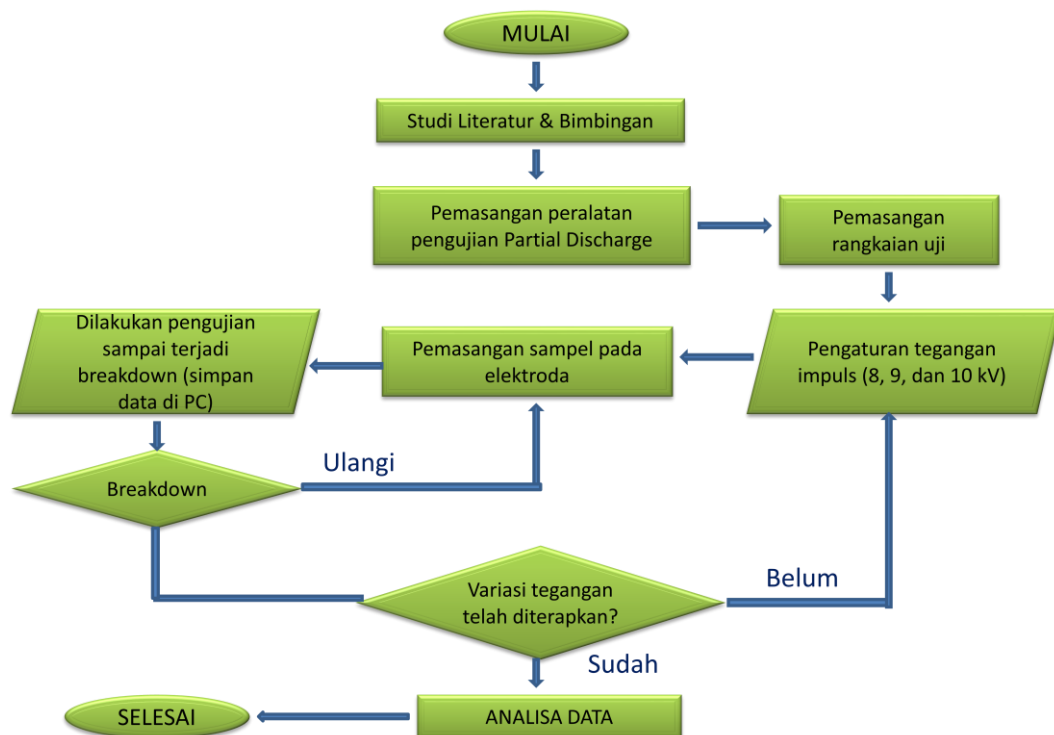 MULAI
Studi Literatur & Bimbingan
Pemasangan peralatan
pengujian Partial Discharge
Pemasangan
rangkaian uji
Pengaturan tegangan
impuls (8, 9, dan 10 kV)
Pemasangan sampel pada
elektroda
Dilakukan pengujian
sampai terjadi
breakdown (simpan
data di PC)
Breakdown
Ulangi
Variasi tegangan
telah diterapkan?
Belum
Sudah
ANALISA DATA
SELESAI